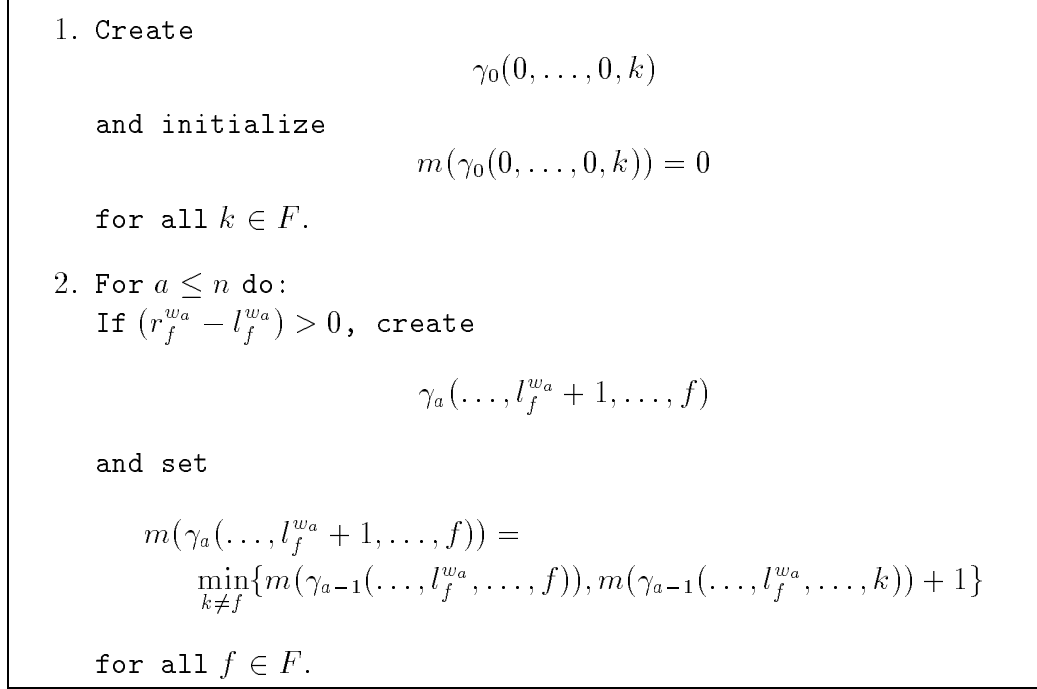 1. Create
γ₀(0, . . . , 0, k)
and initialize
m(γ₀(0, . . . , 0, k)) = 0
for all k ∈ F.
2. For a ≤ n do:
If (r_f^{w_a} − l_f^{w_a}) > 0, create
γ_a(. . . , l_f^{w_a} + 1, . . . , f)
and set
m(γ_a(. . . , l_f^{w_a} + 1, . . . , f)) =
min_{k≠f}{m(γ_{a−1}(. . . , l_f^{w_a}, . . . , f)), m(γ_{a−1}(. . . , l_f^{w_a}, . . . , k)) + 1}
for all f ∈ F.